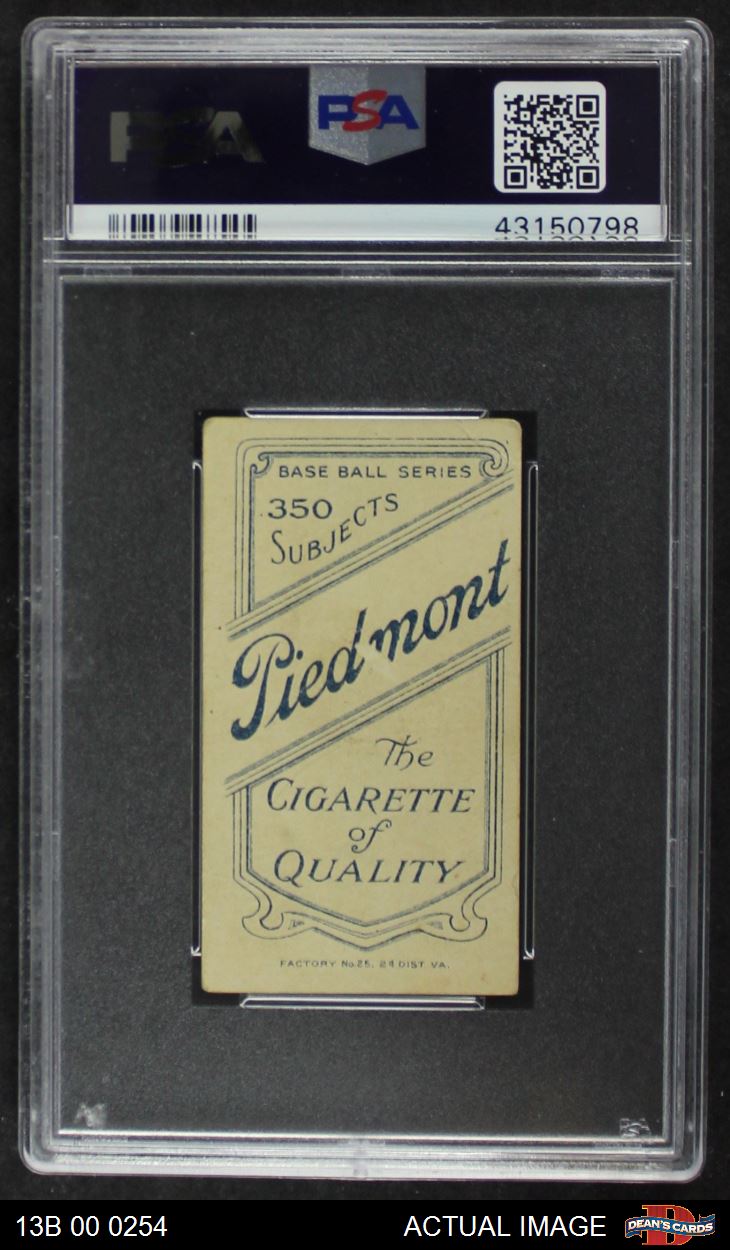 PSA
PSA
43150798
BASE BALL SERIES
350
SUBJECTS
Piedmont
The
CIGARETTE
of
QUALITY
FACTORY No.25, 2d DIST VA.
PSA
13B 00 0254
ACTUAL IMAGE
D
DEAN'S CARDS